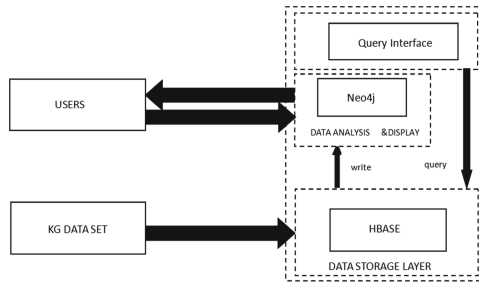 Query Interface
USERS
Neo4j
DATA ANALYSIS &DISPLAY
write
query
KG DATA SET
HBASE
DATA STORAGE LAYER